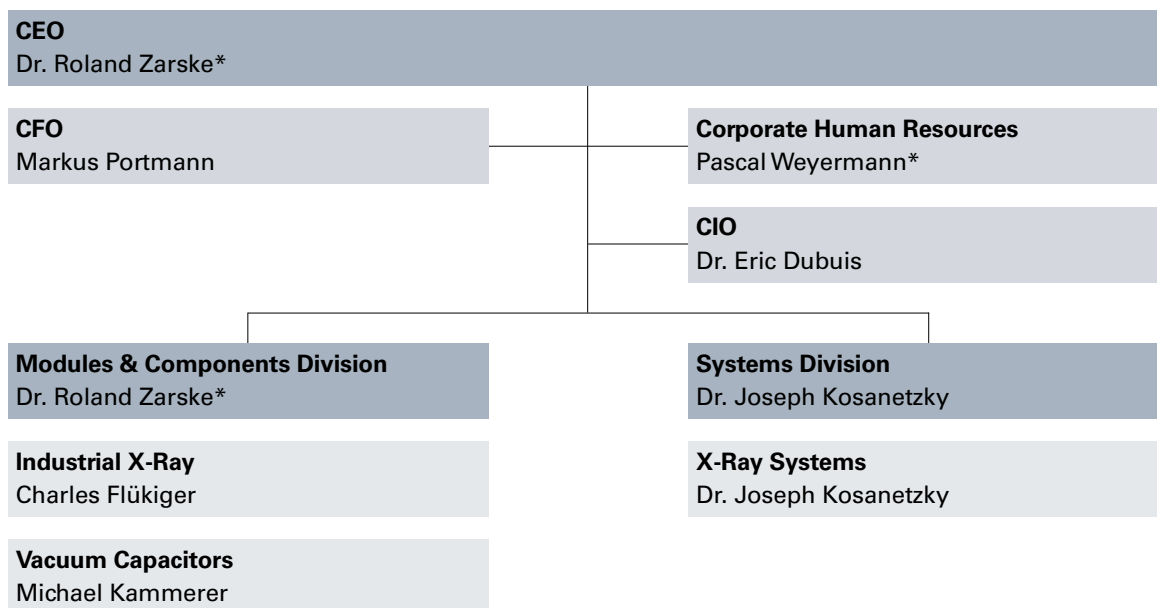 CEO
Dr. Roland Zarske*
CFO
Markus Portmann
Corporate Human Resources
Pascal Weyermann*
CIO
Dr. Eric Dubuis
Modules & Components Division
Dr. Roland Zarske*
Systems Division
Dr. Joseph Kosanetzky
Industrial X-Ray
Charles Flükiger
X-Ray Systems
Dr. Joseph Kosanetzky
Vacuum Capacitors
Michael Kammerer